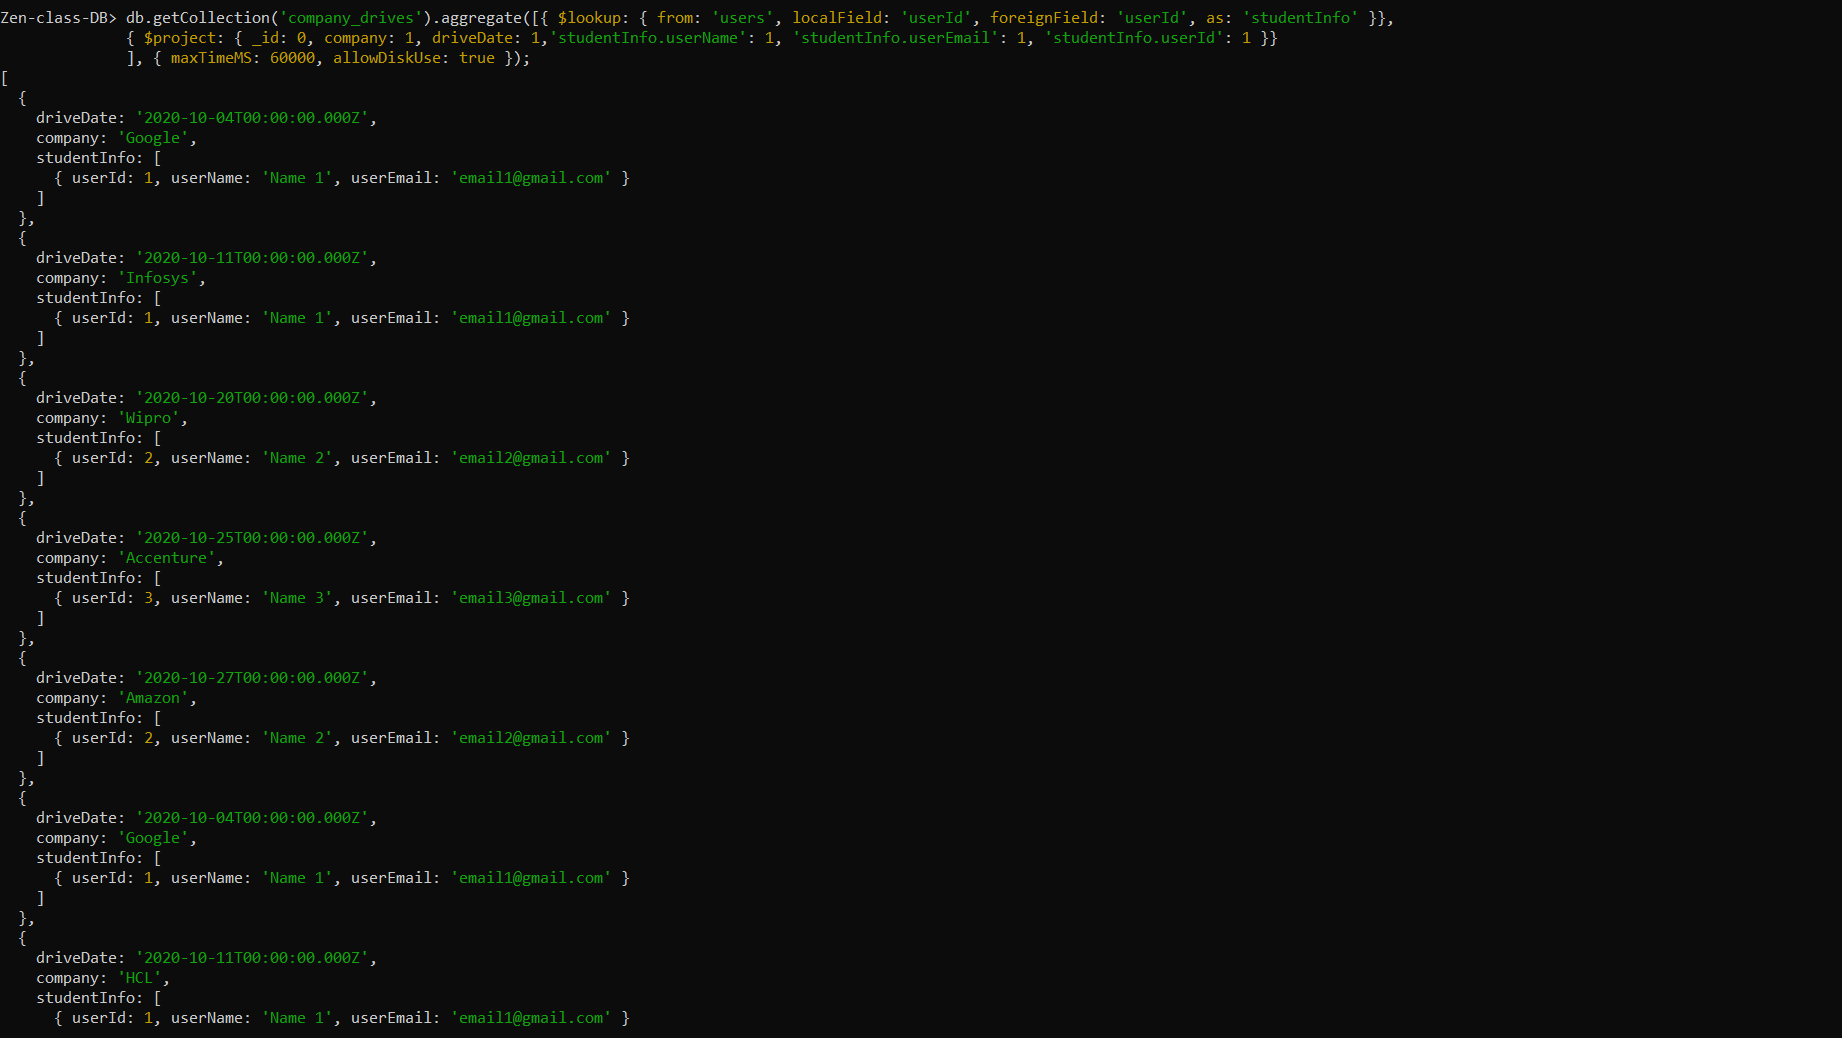 Zen-class-DB> db.getCollection('company_drives').aggregate([{ $lookup: { from: 'users', localField: 'userId', foreignField: 'userId', as: 'studentInfo' }},
{ $project: { _id: 0, company: 1, driveDate: 1,'studentInfo.userName': 1, 'studentInfo.userEmail': 1, 'studentInfo.userId': 1 }}
], { maxTimeMS: 60000, allowDiskUse: true });
[
{
driveDate: '2020-10-04T00:00:00.000Z',
company: 'Google',
studentInfo: [
{ userId: 1, userName: 'Name 1', userEmail: 'email1@gmail.com' }
]
},
{
driveDate: '2020-10-11T00:00:00.000Z',
company: 'Infosys',
studentInfo: [
{ userId: 1, userName: 'Name 1', userEmail: 'email1@gmail.com' }
]
},
{
driveDate: '2020-10-20T00:00:00.000Z',
company: 'Wipro',
studentInfo: [
{ userId: 2, userName: 'Name 2', userEmail: 'email2@gmail.com' }
]
},
{
driveDate: '2020-10-25T00:00:00.000Z',
company: 'Accenture',
studentInfo: [
{ userId: 3, userName: 'Name 3', userEmail: 'email3@gmail.com' }
]
},
{
driveDate: '2020-10-27T00:00:00.000Z',
company: 'Amazon',
studentInfo: [
{ userId: 2, userName: 'Name 2', userEmail: 'email2@gmail.com' }
]
},
{
driveDate: '2020-10-04T00:00:00.000Z',
company: 'Google',
studentInfo: [
{ userId: 1, userName: 'Name 1', userEmail: 'email1@gmail.com' }
]
},
{
driveDate: '2020-10-11T00:00:00.000Z',
company: 'HCL',
studentInfo: [
{ userId: 1, userName: 'Name 1', userEmail: 'email1@gmail.com' }